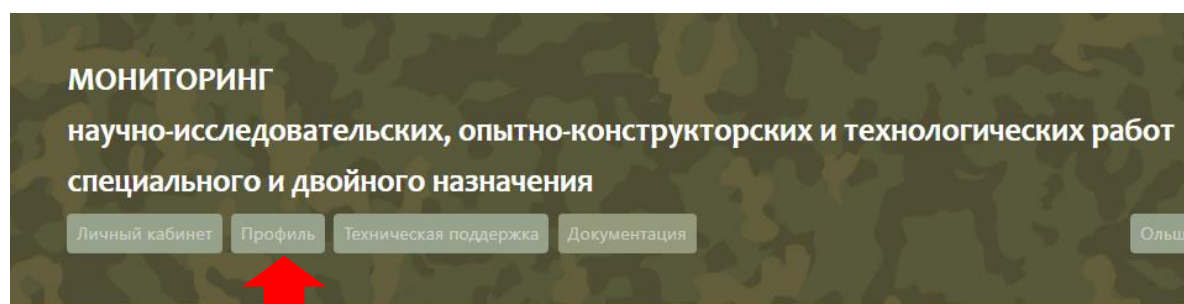 МОНИТОРИНГ
научно-исследовательских, опытно-конструкторских и технологических работ
специального и двойного назначения
Личный кабинет Профиль Техническая поддержка Документация